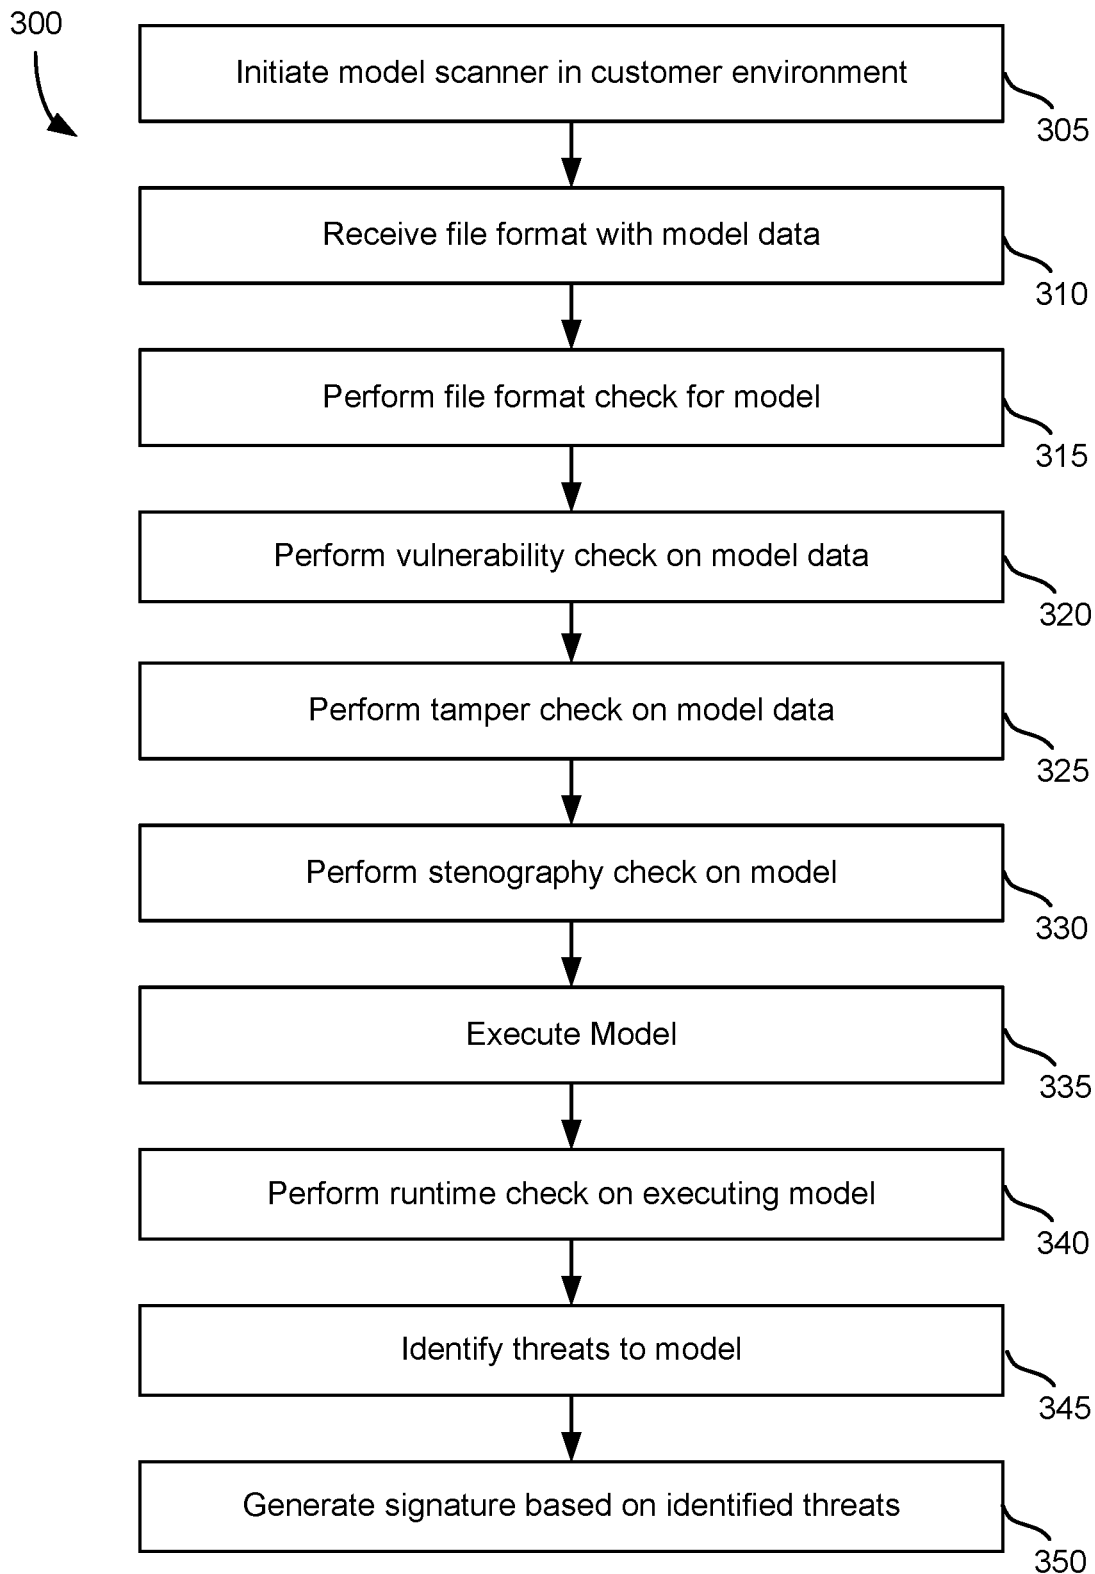 300
Initiate model scanner in customer environment
305
Receive file format with model data
310
Perform file format check for model
315
Perform vulnerability check on model data
320
Perform tamper check on model data
325
Perform stenography check on model
330
Execute Model
335
Perform runtime check on executing model
340
Identify threats to model
345
Generate signature based on identified threats
350